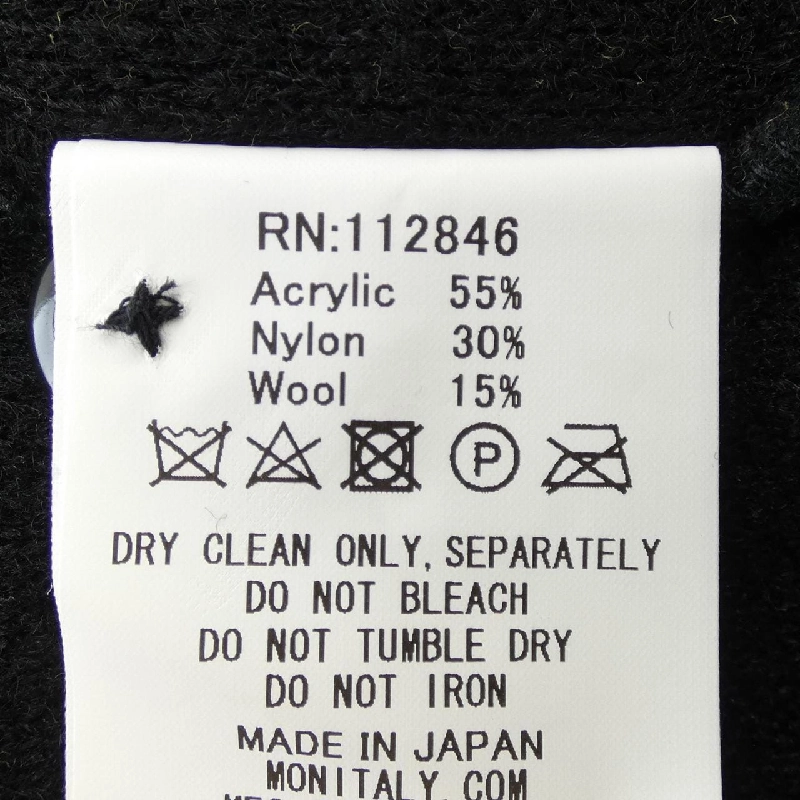 RN:112846
Acrylic 55%
Nylon 30%
Wool 15%
P
DRY CLEAN ONLY, SEPARATELY
DO NOT BLEACH
DO NOT TUMBLE DRY
DO NOT IRON
MADE IN JAPAN
MONITALY.COM